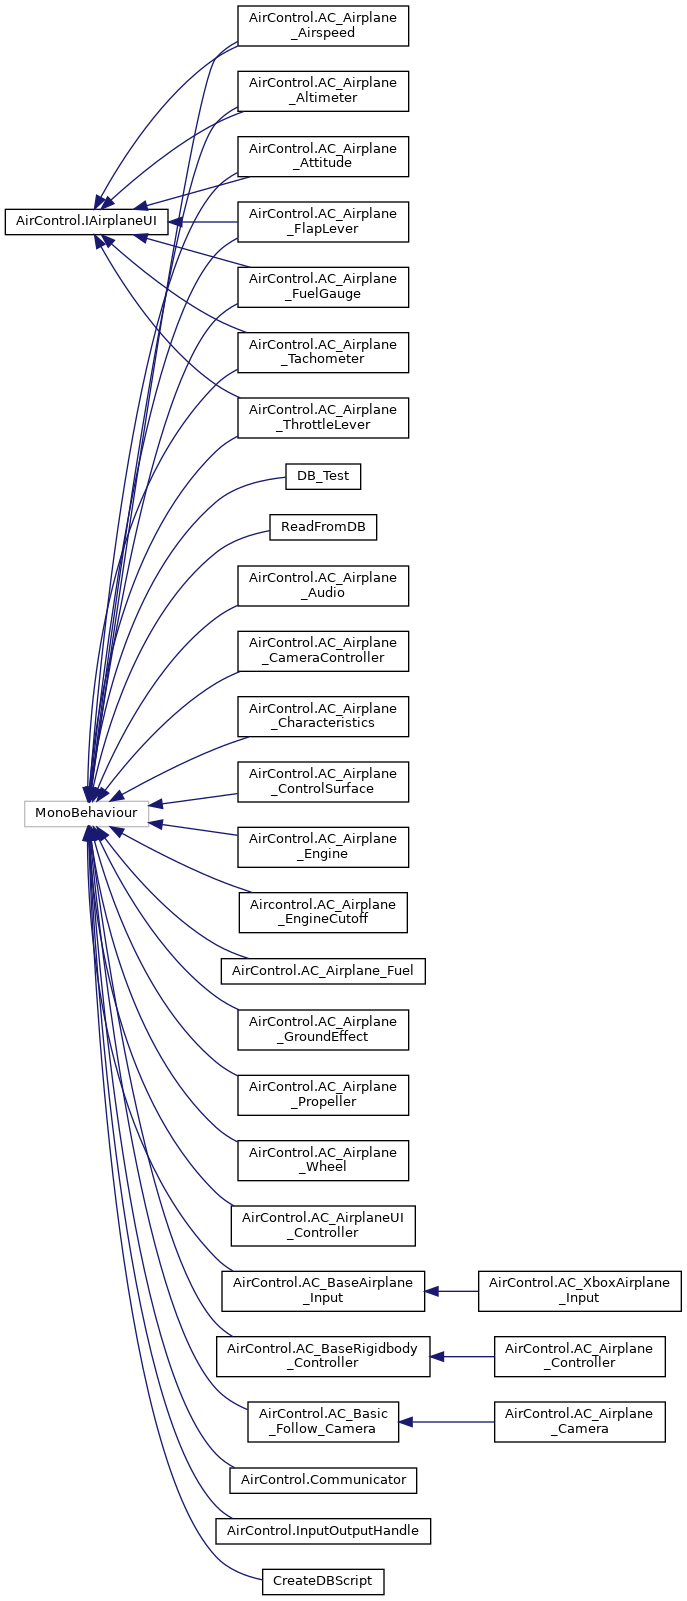 AirControl.AC_Airplane
_Airspeed
AirControl.AC_Airplane
_Altimeter
AirControl.AC_Airplane
_Attitude
AirControl.IAirplaneUI
AirControl.AC_Airplane
_FlapLever
AirControl.AC_Airplane
_FuelGauge
AirControl.AC_Airplane
_Tachometer
AirControl.AC_Airplane
_ThrottleLever
DB_Test
ReadFromDB
AirControl.AC_Airplane
_Audio
AirControl.AC_Airplane
_CameraController
AirControl.AC_Airplane
_Characteristics
AirControl.AC_Airplane
_ControlSurface
MonoBehaviour
AirControl.AC_Airplane
_Engine
Aircontrol.AC_Airplane
_EngineCutoff
AirControl.AC_Airplane_Fuel
AirControl.AC_Airplane
_GroundEffect
AirControl.AC_Airplane
_Propeller
AirControl.AC_Airplane
_Wheel
AirControl.AC_AirplaneUI
_Controller
AirControl.AC_BaseAirplane
_Input
AirControl.AC_XboxAirplane
_Input
AirControl.AC_BaseRigidbody
_Controller
AirControl.AC_Airplane
_Controller
AirControl.AC_Basic
_Follow_Camera
AirControl.AC_Airplane
_Camera
AirControl.Communicator
AirControl.InputOutputHandle
CreateDBScript